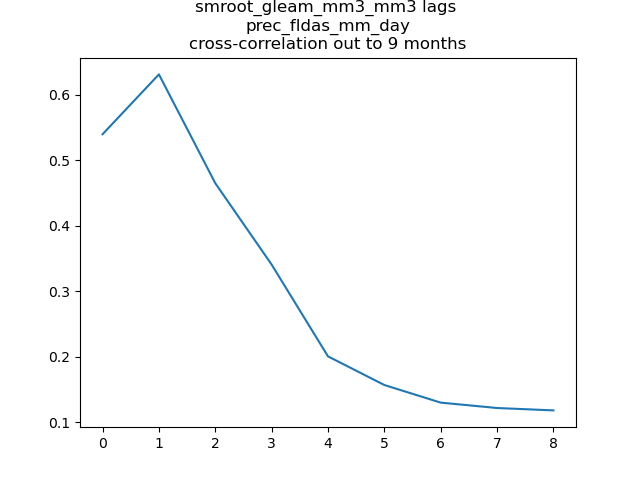 smroot_gleam_mm3_mm3 lags
prec_fldas_mm_day
cross-correlation out to 9 months
0.6
0.5
0.4
0.3
0.2
0.1
0 1 2 3 4 5 6 7 8